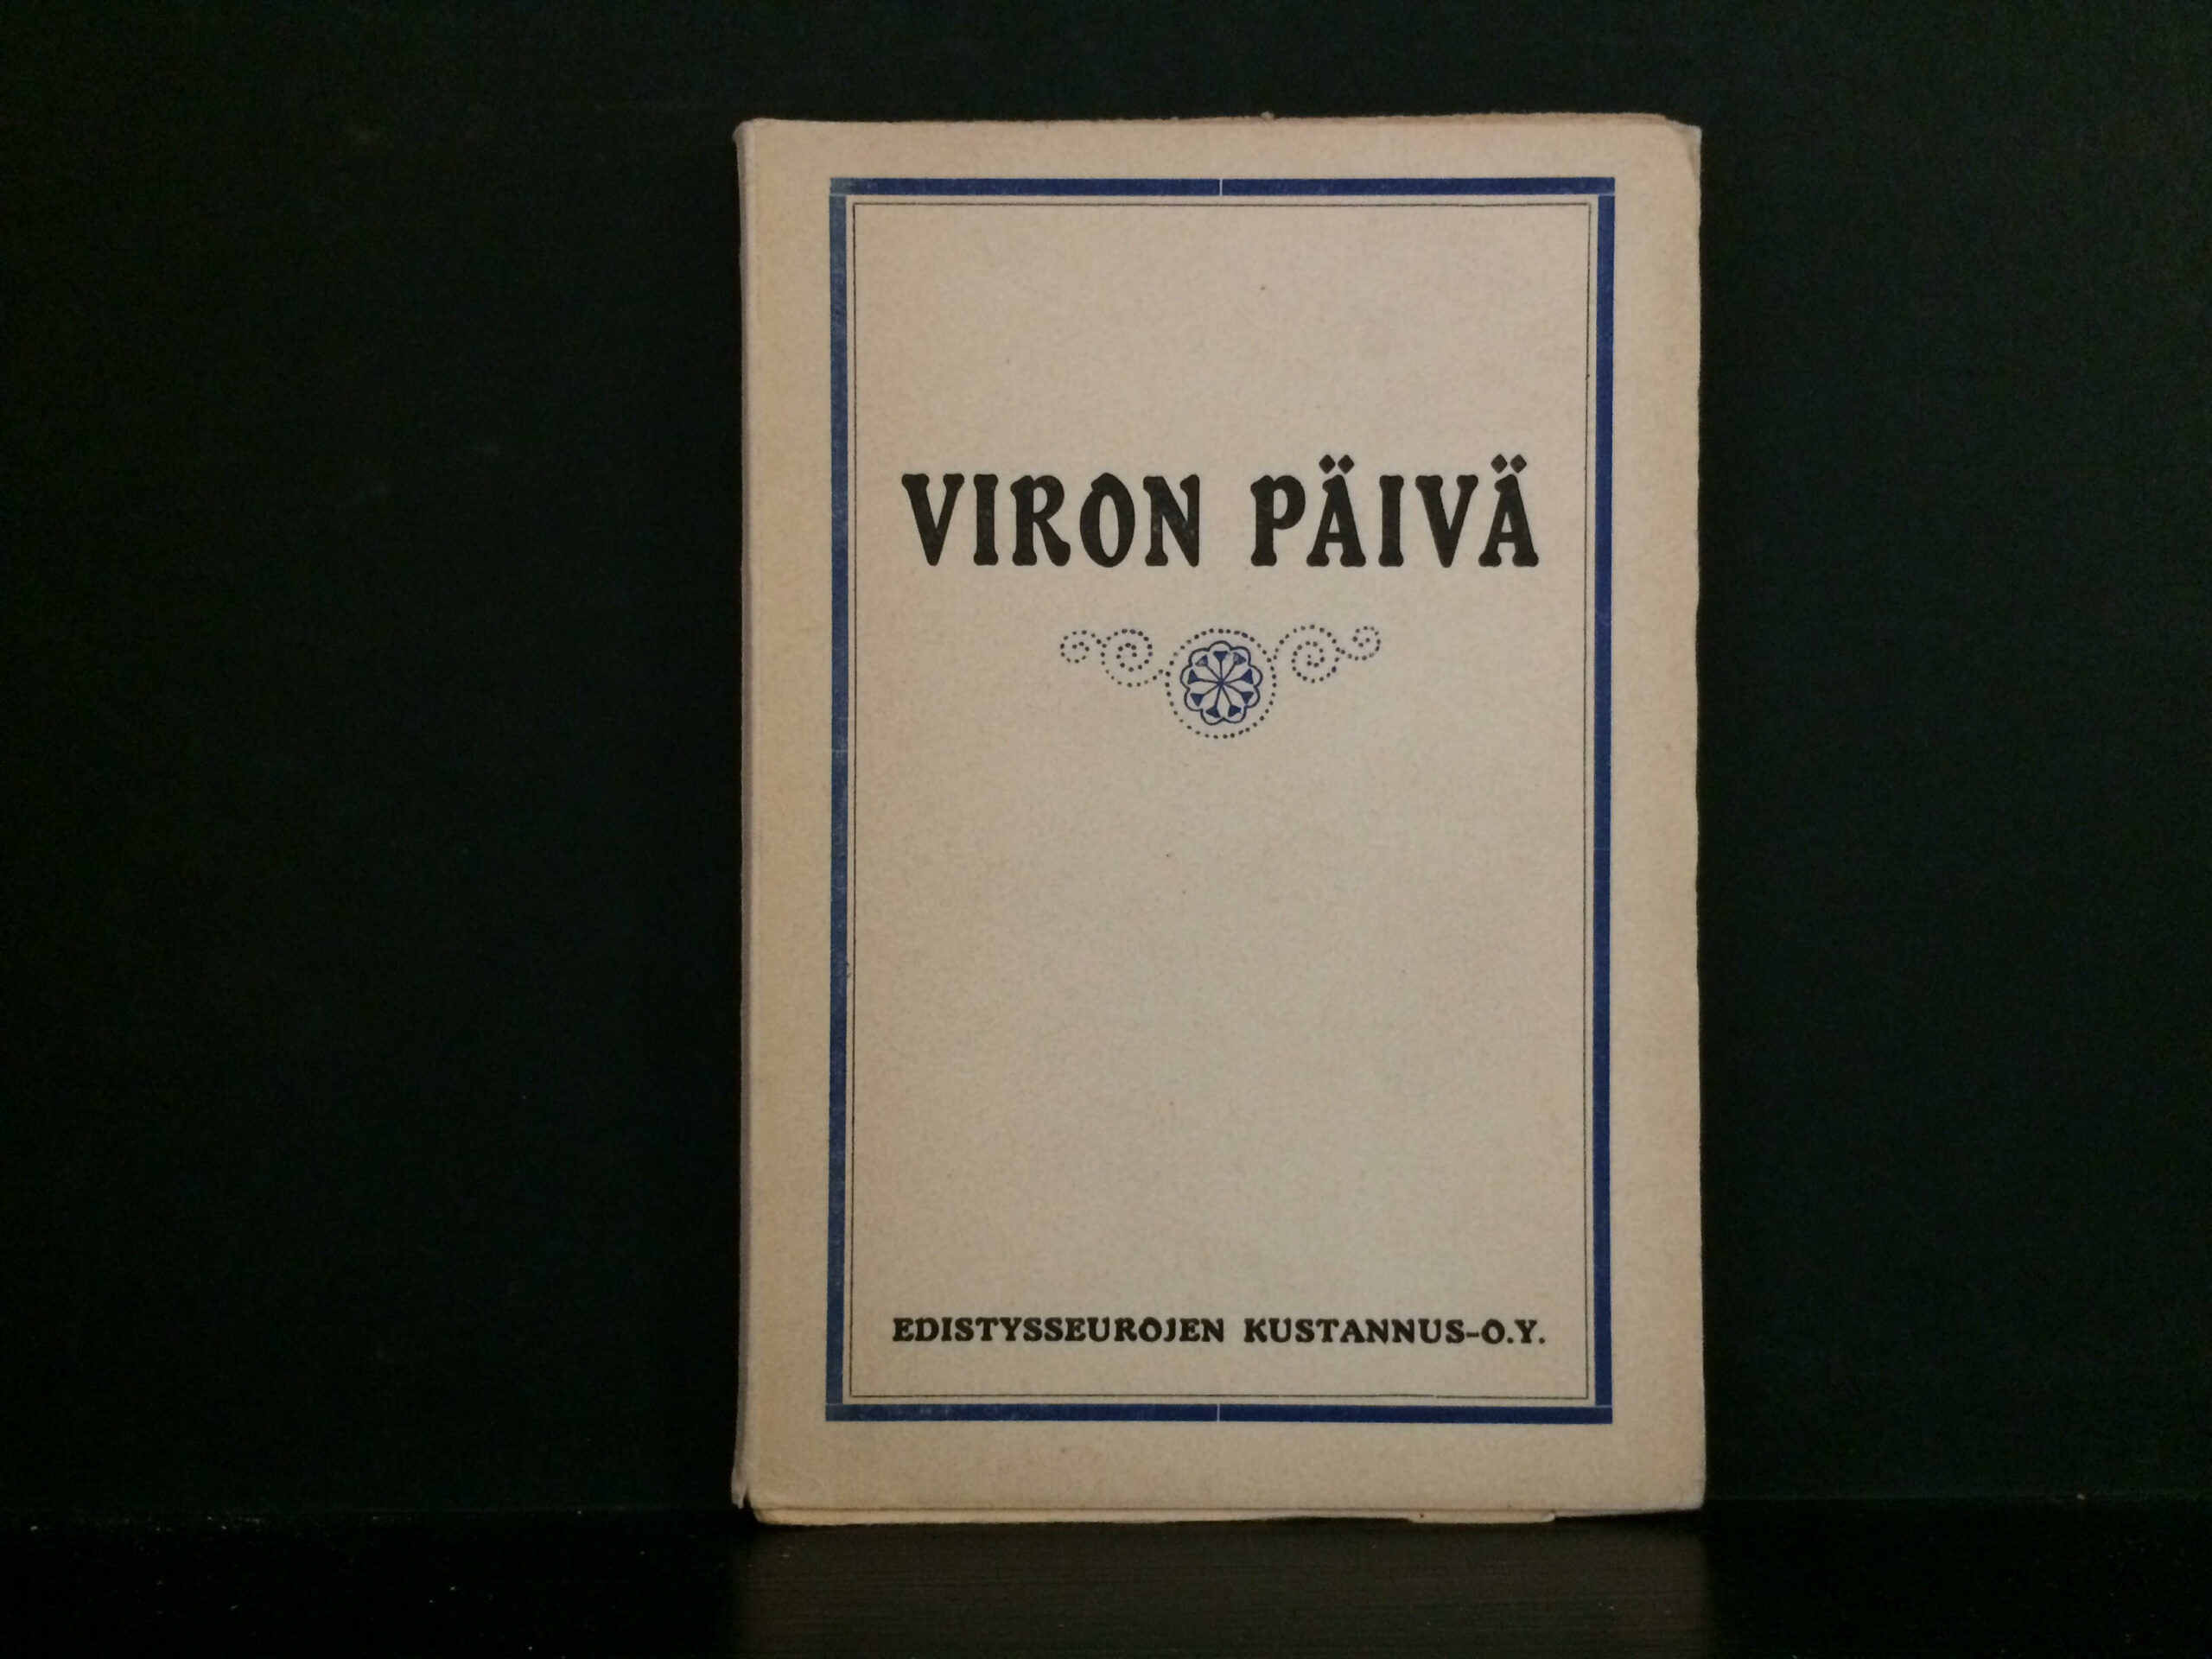 VIRON PÄIVÄ
EDISTYSSEUROJEN KUSTANNUS-O.Y.